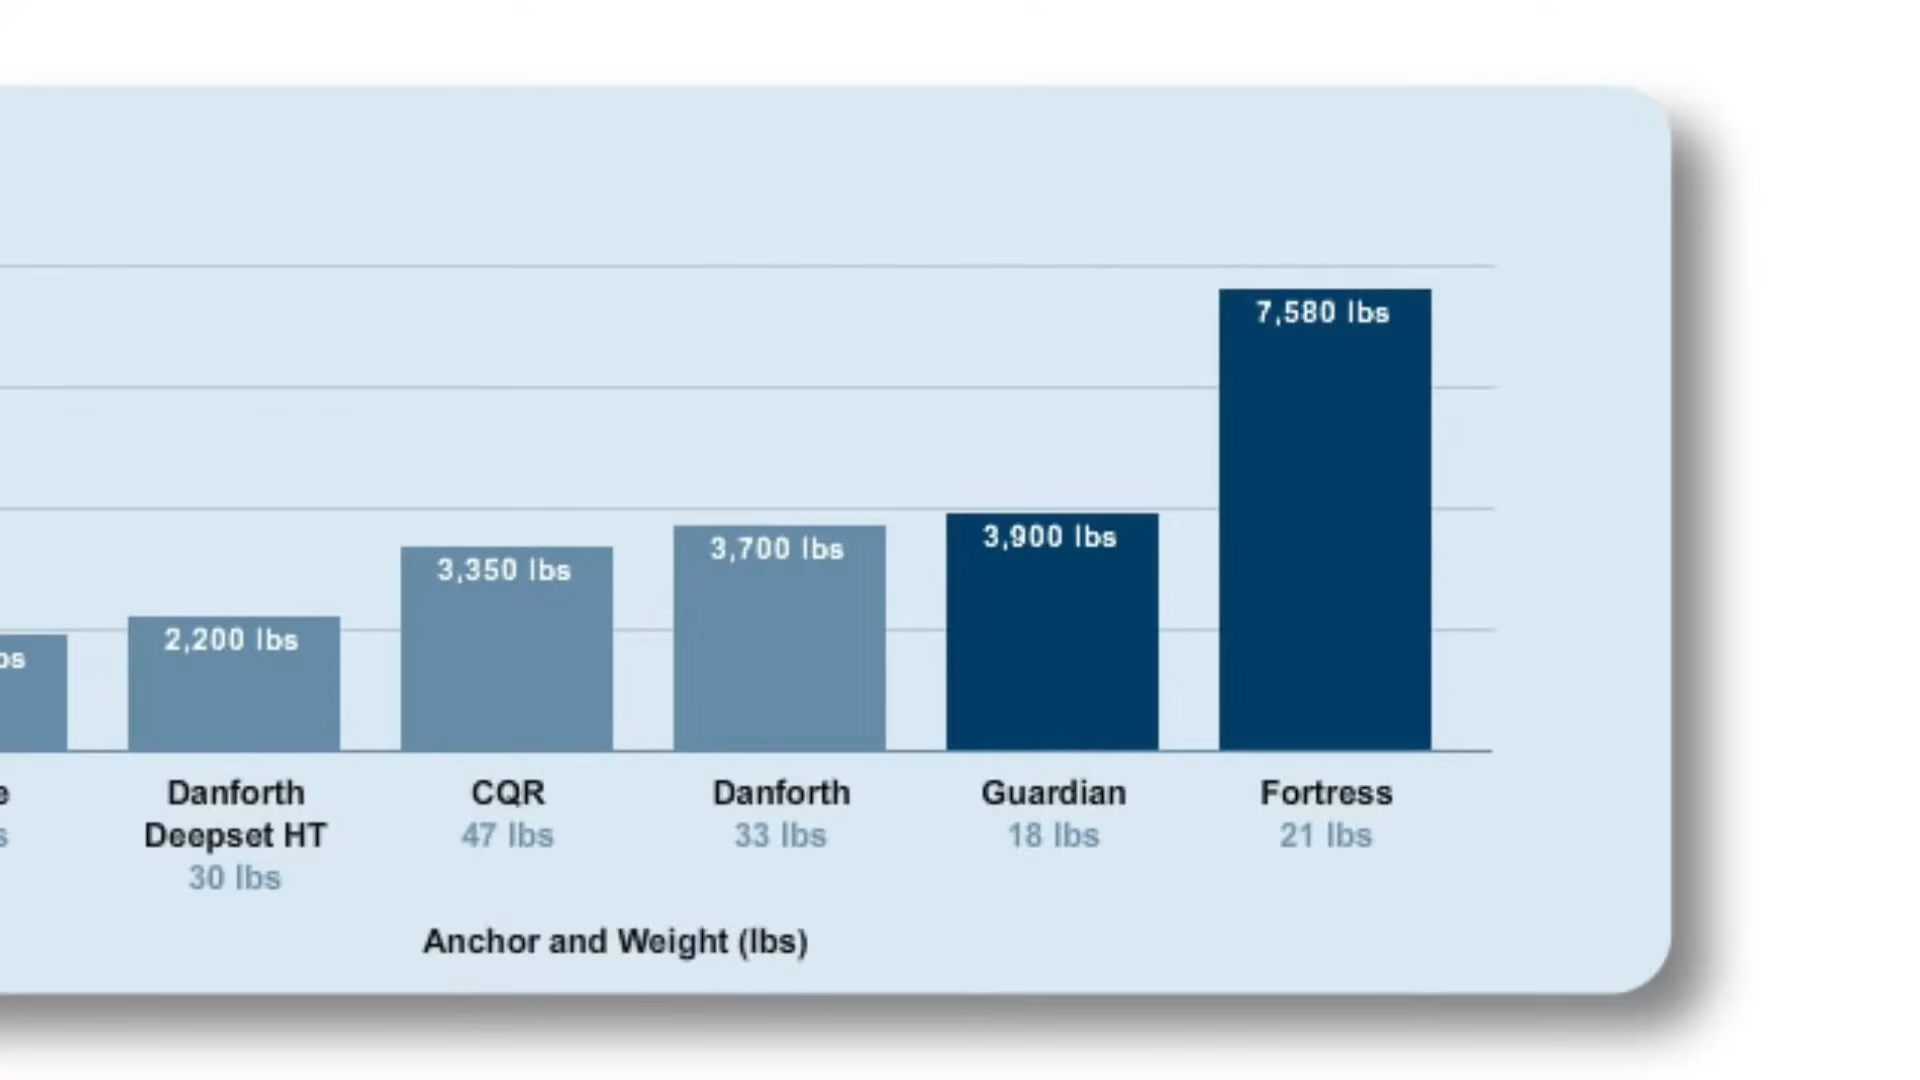 7,580 lbs
3,900 lbs
3,700 lbs
3,350 lbs
2,200 lbs
Danforth
Deepset HT
30 lbs
CQR
47 lbs
Danforth
33 lbs
Guardian
18 lbs
Fortress
21 lbs
Anchor and Weight (lbs)